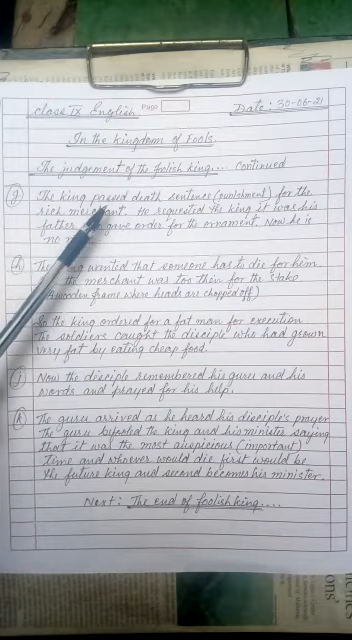 Class IX English Page Date: 30-06-21
In the kingdom of Fools
The judgement of the foolish king.... Continued
g The king passed death sentence (punishment) for the
rich merchant. He requested the king it was his
father gave order for the ornament. Now he is
no
h The king wanted that someone has to die for him.
the merchant was too thin for the stake
(wooden frame where heads are chopped off)
So the king ordered for a fat man for execution
The soldiers caught the disciple who had grown
very fat by eating cheap food.
j Now the disciple remembered his guru and his
words and prayed for his help.
k The guru arrived as he heard his disciple's prayer
The guru befooled the king and his minister saying
that it was the most auspicious (important)
time and whoever would die first would be
the future king and second becomes his minister.
Next: The end of foolish king....